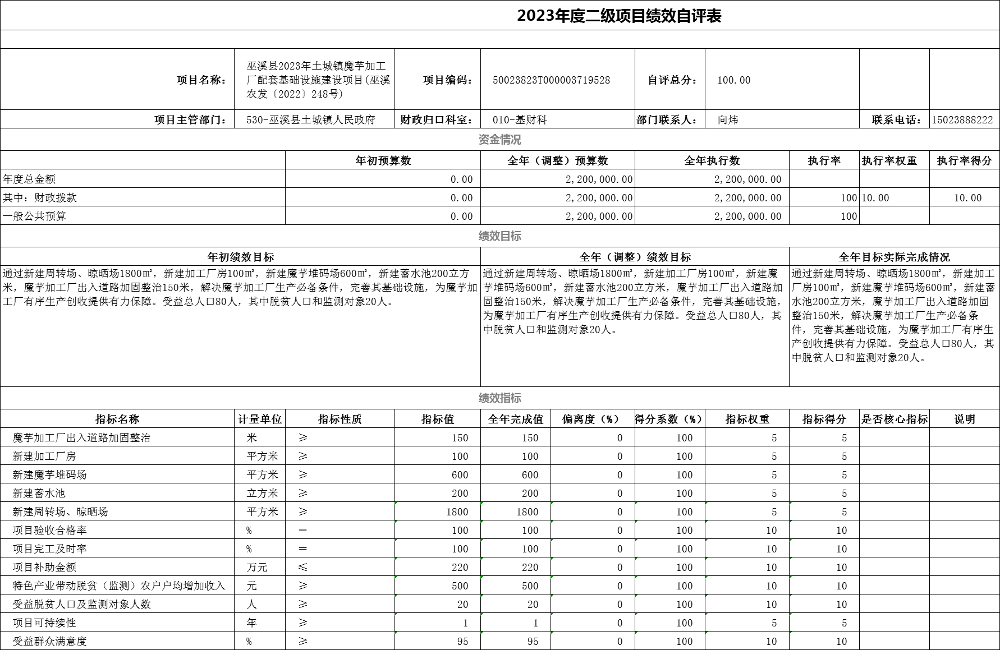 2023年度二级项目绩效自评表
项目名称： 巫溪县2023年土城镇魔芋加工厂配套基础设施建设项目(巫溪农发〔2022〕248号) 项目编码： 50023823T000003719528 自评总分： 100.00
项目主管部门： 530-巫溪县土城镇人民政府 财政归口科室： 010-基财科 部门联系人： 向炜 联系电话： 15023888222
资金情况
年初预算数 全年（调整）预算数 全年执行数 执行率 执行率权重 执行率得分
年度总金额 0.00 2,200,000.00 2,200,000.00
其中：财政拨款 0.00 2,200,000.00 2,200,000.00 100 10.00 10.00
一般公共预算 0.00 2,200,000.00 2,200,000.00 100
绩效目标
年初绩效目标 全年（调整）绩效目标 全年目标实际完成情况
通过新建周转场、晾晒场1800㎡，新建加工厂房100㎡，新建魔芋堆码场600㎡，新建蓄水池200立方
米，魔芋加工厂出入道路加固整治150米，解决魔芋加工厂生产必备条件，完善其基础设施，为魔芋加
工厂有序生产创收提供有力保障。受益总人口80人，其中脱贫人口和监测对象20人。
通过新建周转场、晾晒场1800㎡，新建加工厂房100㎡，新建魔
芋堆码场600㎡，新建蓄水池200立方米，魔芋加工厂出入道路加
固整治150米，解决魔芋加工厂生产必备条件，完善其基础设施，
为魔芋加工厂有序生产创收提供有力保障。受益总人口80人，其
中脱贫人口和监测对象20人。
通过新建周转场、晾晒场1800㎡，新建加工
厂房100㎡，新建魔芋堆码场600㎡，新建蓄
水池200立方米，魔芋加工厂出入道路加固
整治150米，解决魔芋加工厂生产必备条
件，完善其基础设施，为魔芋加工厂有序生
产创收提供有力保障。受益总人口80人，其
中脱贫人口和监测对象20人。
绩效指标
指标名称 计量单位 指标性质 指标值 全年完成值 偏离度（%） 得分系数（%） 指标权重 指标得分 是否核心指标 说明
魔芋加工厂出入道路加固整治 米 ≥ 150 150 0 100 5 5
新建加工厂房 平方米 ≥ 100 100 0 100 5 5
新建魔芋堆码场 平方米 ≥ 600 600 0 100 5 5
新建蓄水池 立方米 ≥ 200 200 0 100 5 5
新建周转场、晾晒场 平方米 ≥ 1800 1800 0 100 5 5
项目验收合格率 % ＝ 100 100 0 100 10 10
项目完工及时率 % ＝ 100 100 0 100 10 10
项目补助金额 万元 ≤ 220 220 0 100 10 10
特色产业带动脱贫（监测）农户户均增加收入 元 ≥ 500 500 0 100 10 10
受益脱贫人口及监测对象人数 人 ≥ 20 20 0 100 10 10
项目可持续性 年 ≥ 1 1 0 100 5 5
受益群众满意度 % ≥ 95 95 0 100 10 10